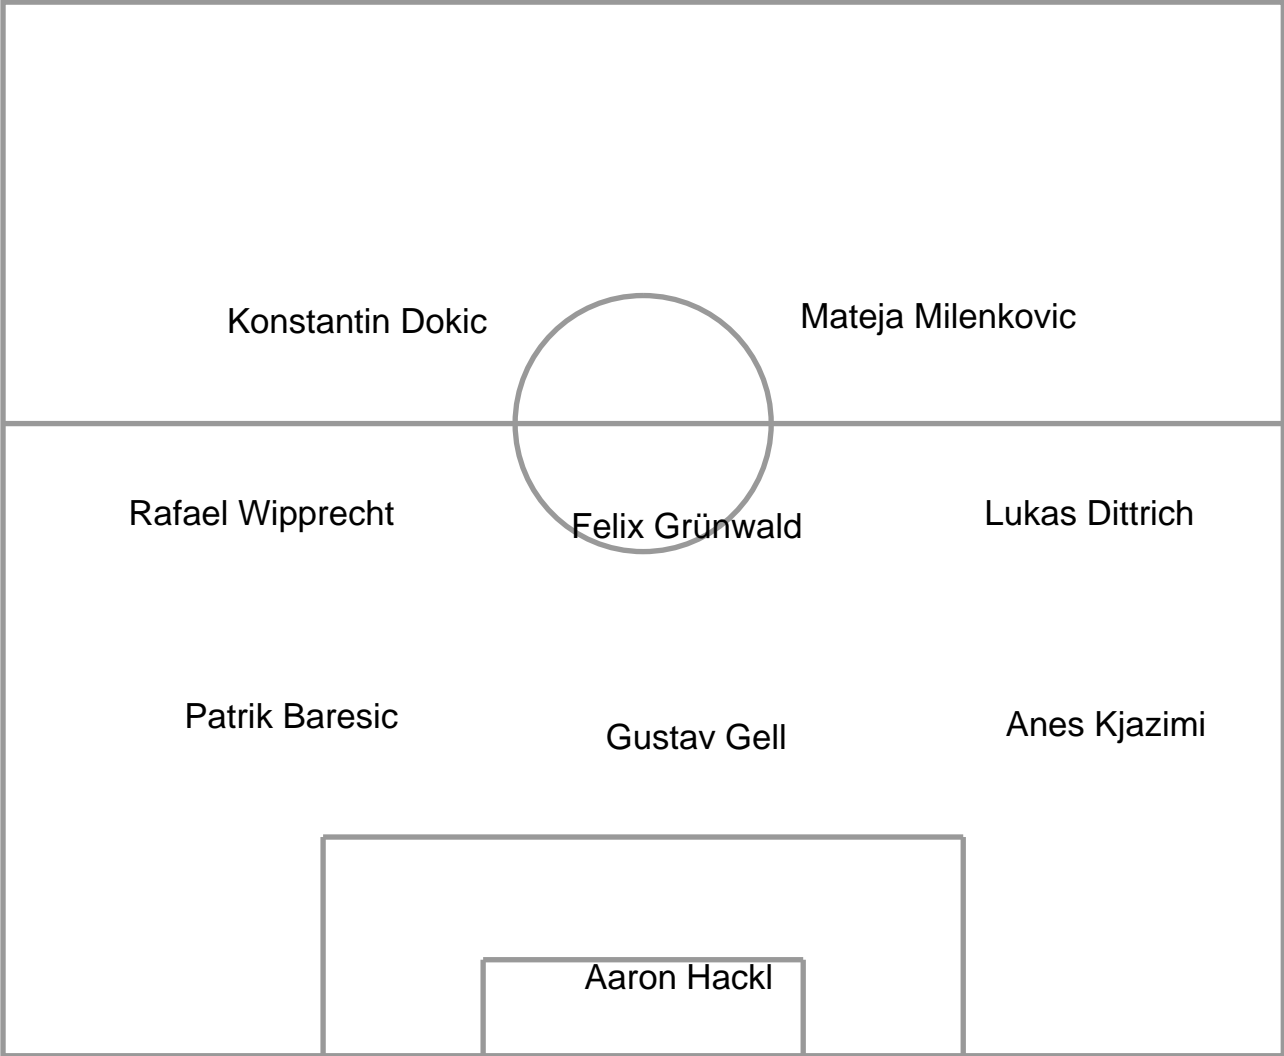 Konstantin Dokic
Mateja Milenkovic
Rafael Wipprecht
Felix Grünwald
Lukas Dittrich
Patrik Baresic
Gustav Gell
Anes Kjazimi
Aaron Hackl